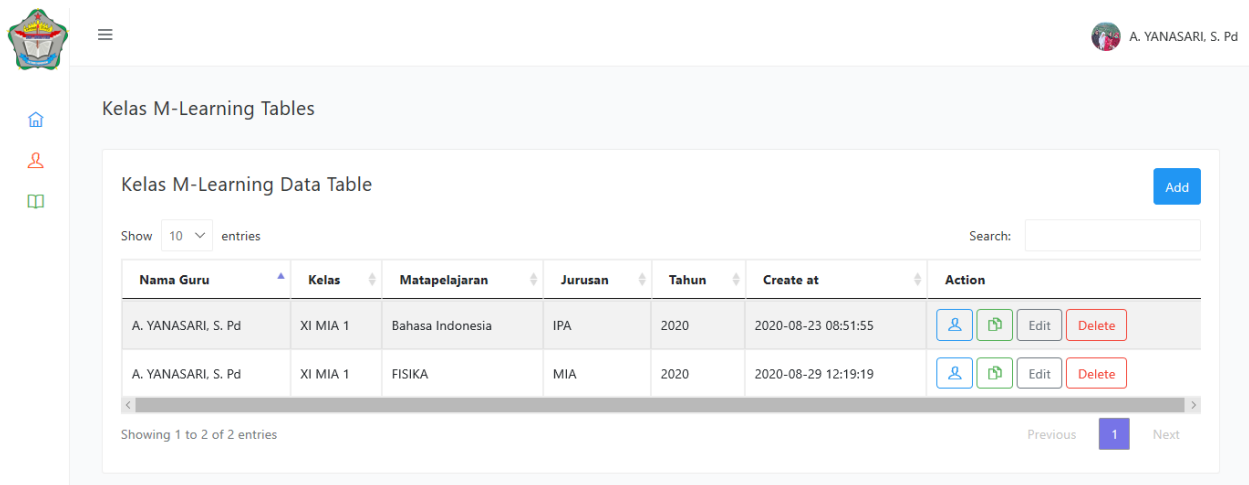 A. YANASARI, S. Pd
Kelas M-Learning Tables
Kelas M-Learning Data Table
Add
Show 10 entries
Search:
Nama Guru Kelas Matapelajaran Jurusan Tahun Create at Action
A. YANASARI, S. Pd XI MIA 1 Bahasa Indonesia IPA 2020 2020-08-23 08:51:55 Edit Delete
A. YANASARI, S. Pd XI MIA 1 FISIKA MIA 2020 2020-08-29 12:19:19 Edit Delete
Showing 1 to 2 of 2 entries
Previous 1 Next